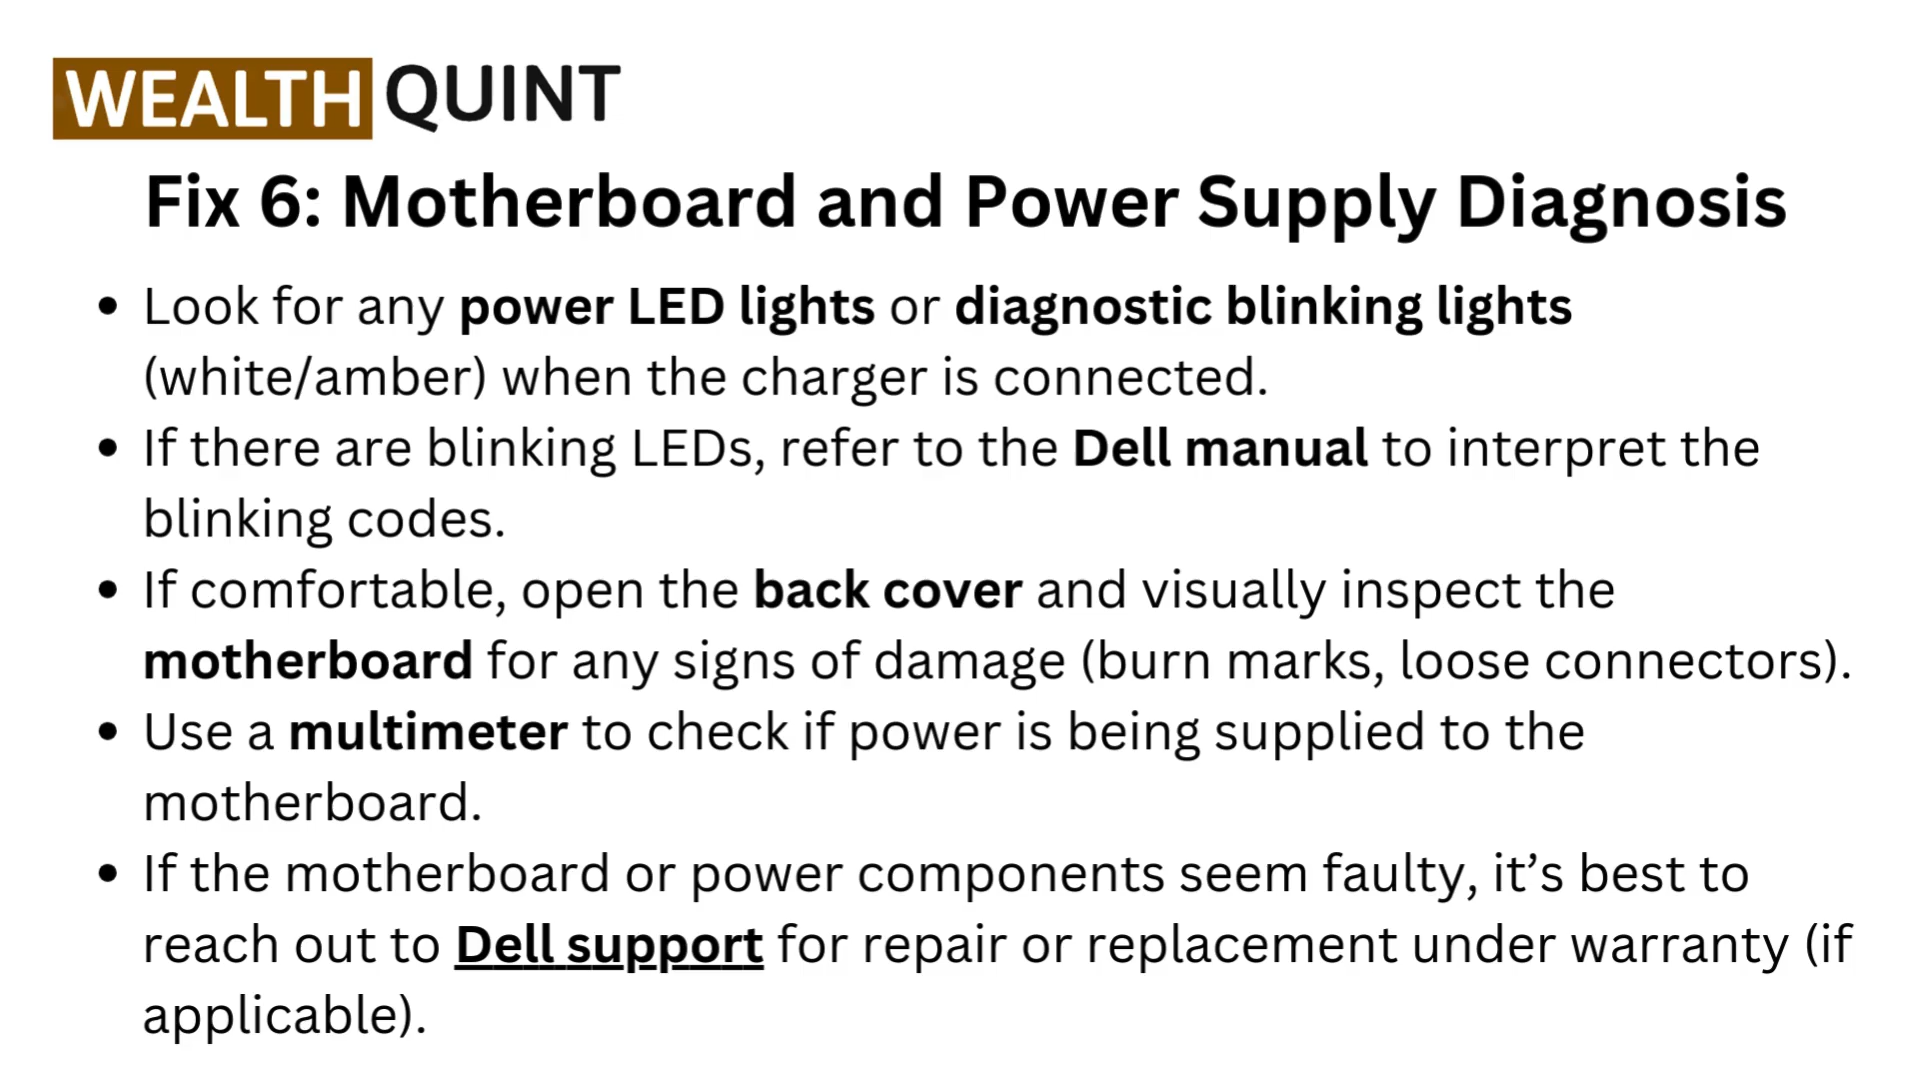 WEALTH QUINT
Fix 6: Motherboard and Power Supply Diagnosis
• Look for any power LED lights or diagnostic blinking lights
(white/amber) when the charger is connected.
• If there are blinking LEDs, refer to the Dell manual to interpret the
blinking codes.
• If comfortable, open the back cover and visually inspect the
motherboard for any signs of damage (burn marks, loose connectors).
• Use a multimeter to check if power is being supplied to the
motherboard.
• If the motherboard or power components seem faulty, it’s best to
reach out to Dell support for repair or replacement under warranty (if
applicable).